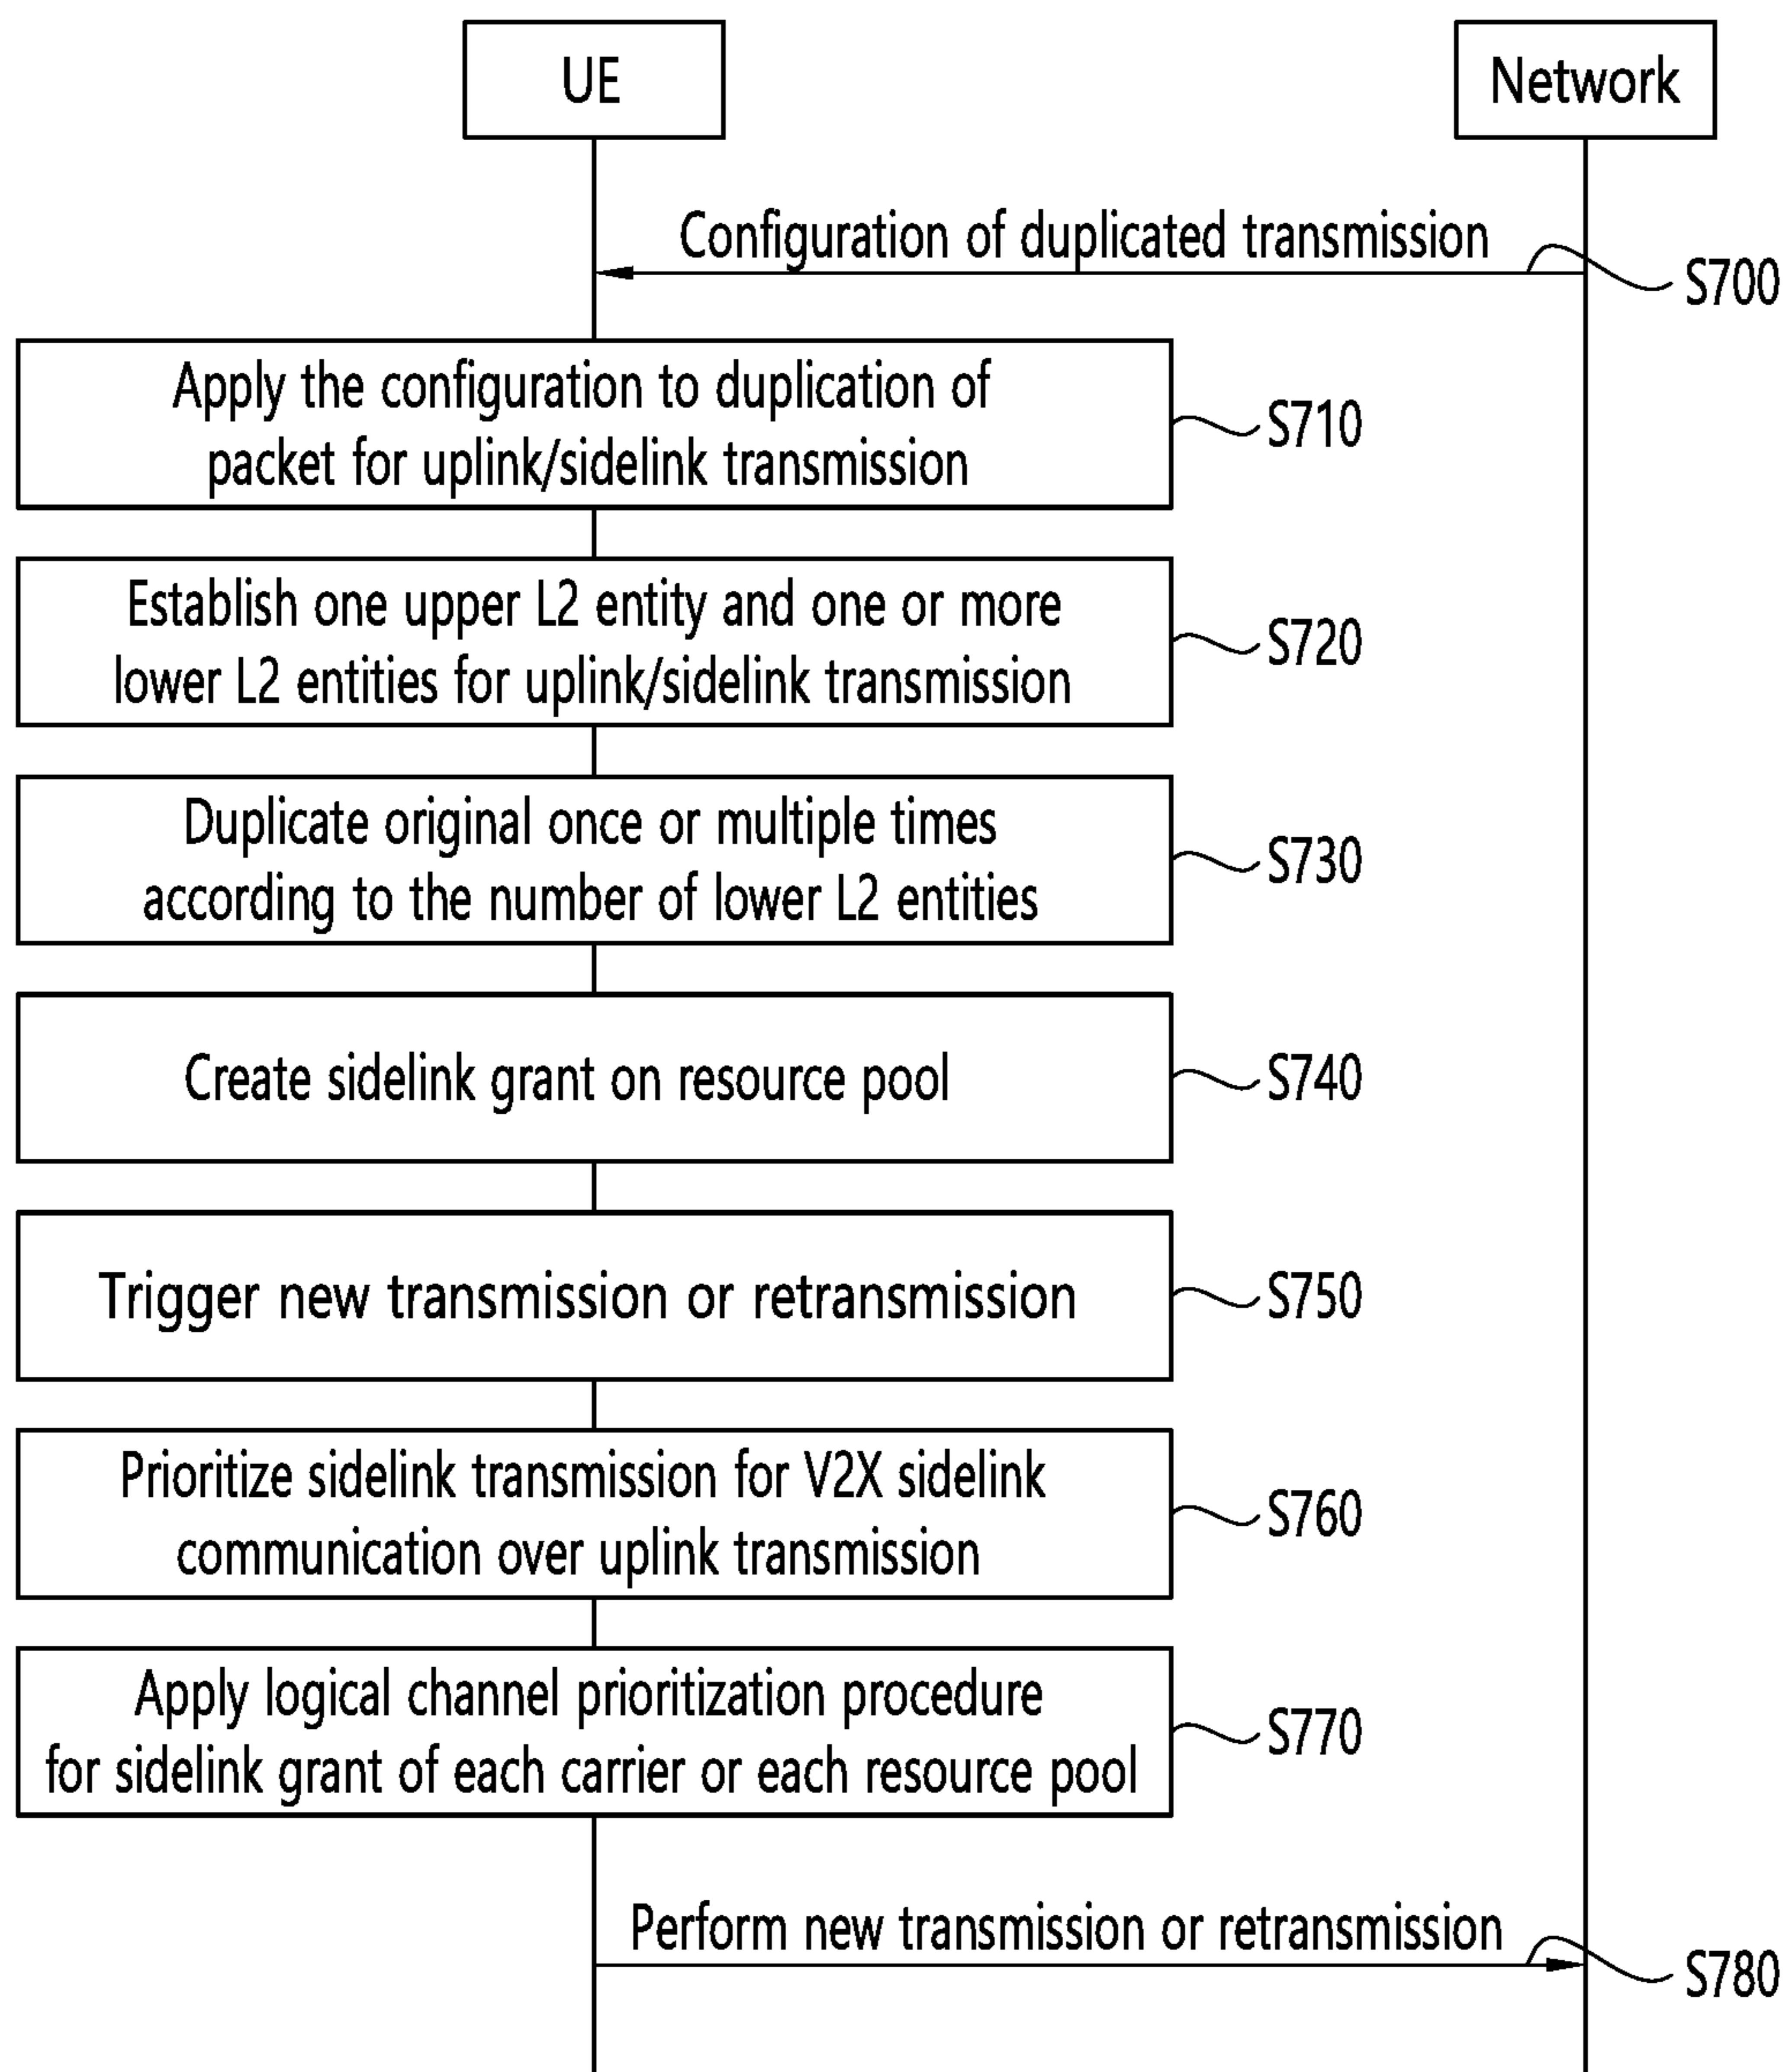 UE
Network
Configuration of duplicated transmission
S700
Apply the configuration to duplication of
packet for uplink/sidelink transmission
S710
Establish one upper L2 entity and one or more
lower L2 entities for uplink/sidelink transmission
S720
Duplicate original once or multiple times
according to the number of lower L2 entities
S730
Create sidelink grant on resource pool
S740
Trigger new transmission or retransmission
S750
Prioritize sidelink transmission for V2X sidelink
communication over uplink transmission
S760
Apply logical channel prioritization procedure
for sidelink grant of each carrier or each resource pool
S770
Perform new transmission or retransmission
S780